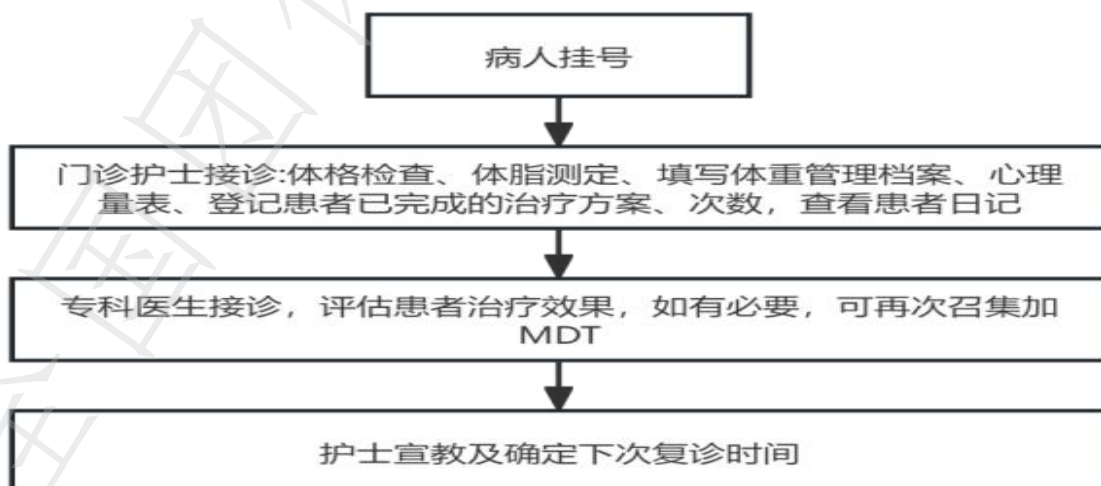 病人挂号
门诊护士接诊:体格检查、体脂测定、填写体重管理档案、心理
量表、登记患者已完成的治疗方案、次数，查看患者日记
专科医生接诊，评估患者治疗效果，如有必要，可再次召集加
MDT
护士宣教及确定下次复诊时间